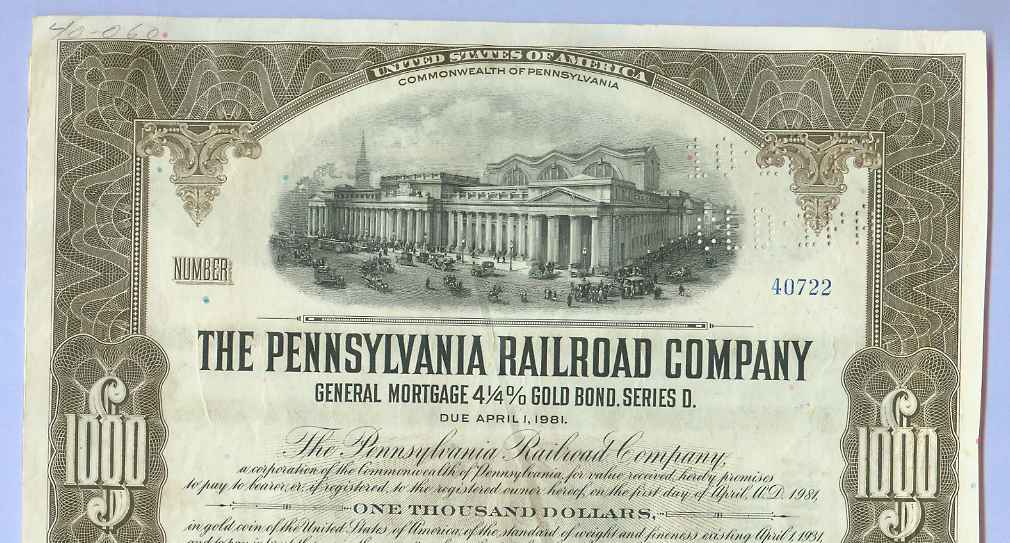 40-060
UNITED STATES OF AMERICA
COMMONWEALTH OF PENNSYLVANIA
NUMBER
40722
THE PENNSYLVANIA RAILROAD COMPANY
GENERAL MORTGAGE 4¼% GOLD BOND. SERIES D.
DUE APRIL 1, 1981.
The Pennsylvania Railroad Company,
a corporation of the Commonwealth of Pennsylvania, for value received, hereby promises
to pay to bearer, or, if registered, to the registered owner hereof, on the first day of April, A.D. 1981,
ONE THOUSAND DOLLARS,
in gold coin of the United States of America, of the standard of weight and fineness existing April 1, 1931,
$1000
$1000